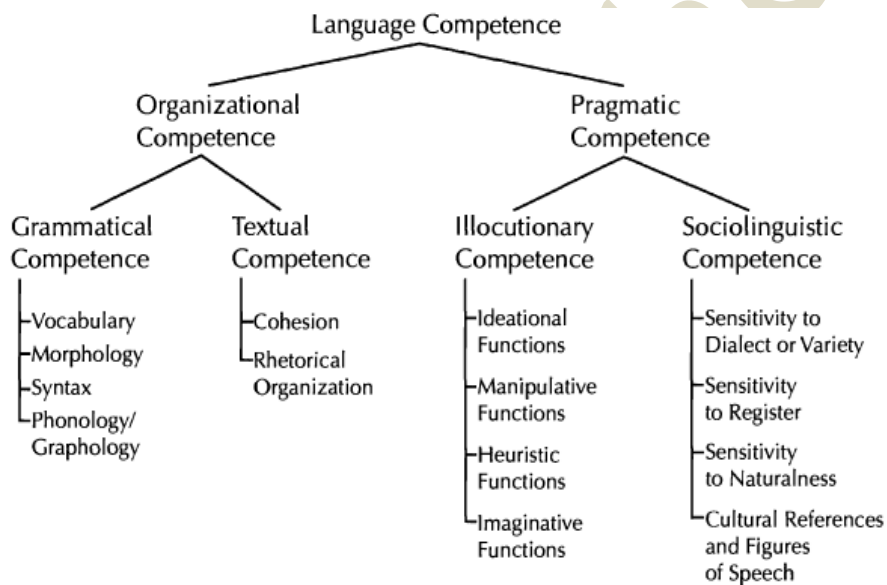 Language Competence
Organizational
Competence
Pragmatic
Competence
Grammatical
Competence
Vocabulary
Morphology
Syntax
Phonology/
Graphology
Textual
Competence
Cohesion
Rhetorical
Organization
Illocutionary
Competence
Ideational
Functions
Manipulative
Functions
Heuristic
Functions
Imaginative
Functions
Sociolinguistic
Competence
Sensitivity to
Dialect or Variety
Sensitivity
to Register
Sensitivity
to Naturalness
Cultural References
and Figures
of Speech